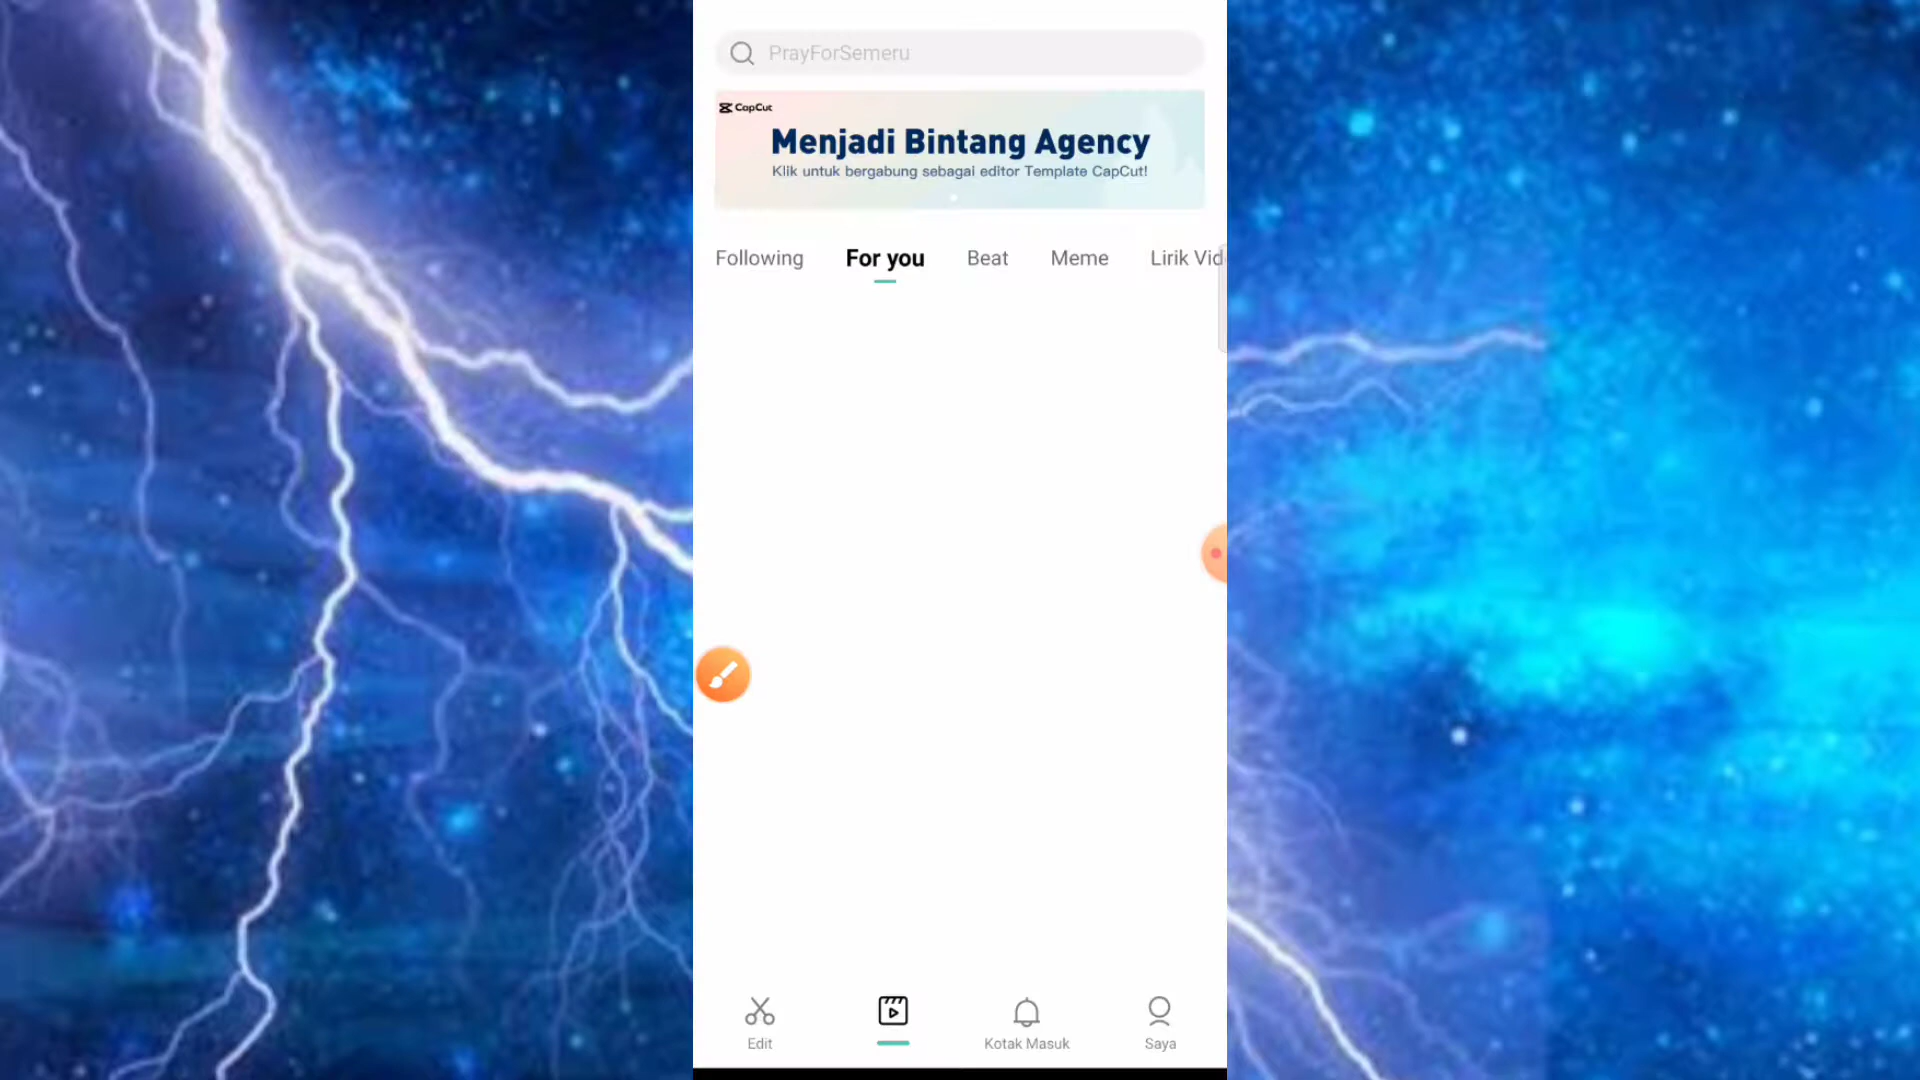 PrayForSemeru
CapCut
Menjadi Bintang Agency
Klik untuk bergabung sebagai editor Template CapCut!
Following For you Beat Meme Lirik Vid
Edit Kotak Masuk Saya